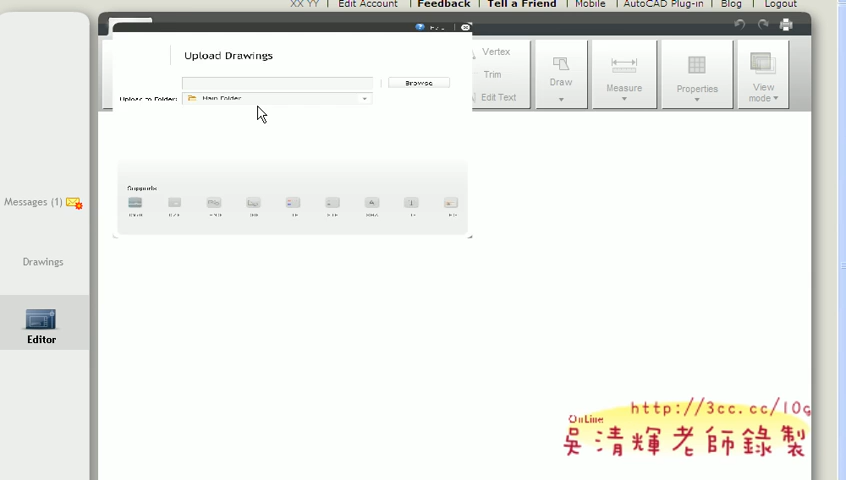 XX YY Edit Account Feedback Tell a Friend Mobile AutoCAD Plug-in Blog Logout
Upload Drawings
Browse
Upload to Folder: Main Folder
Supports
Vertex
Trim
Edit Text
Draw
Measure
Properties
View mode
Messages (1)
Drawings
Editor
http://3cc.cc/10g
OnLine
吳清輝老師錄製